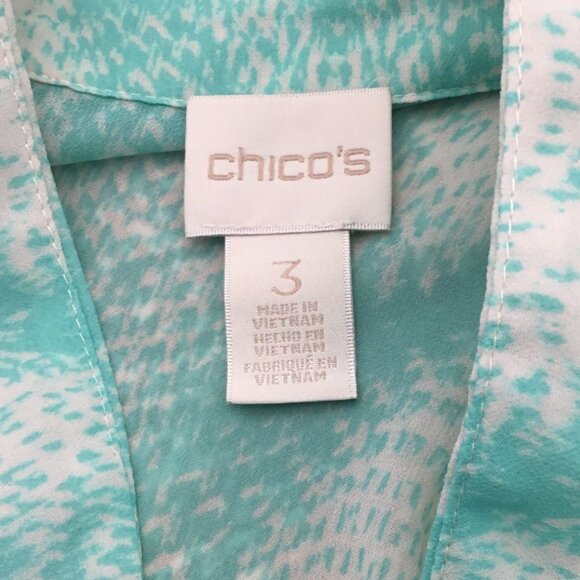 chico's
3
MADE IN
VIETNAM
HECHO EN
VIETNAM
FABRIQUÉ EN
VIETNAM